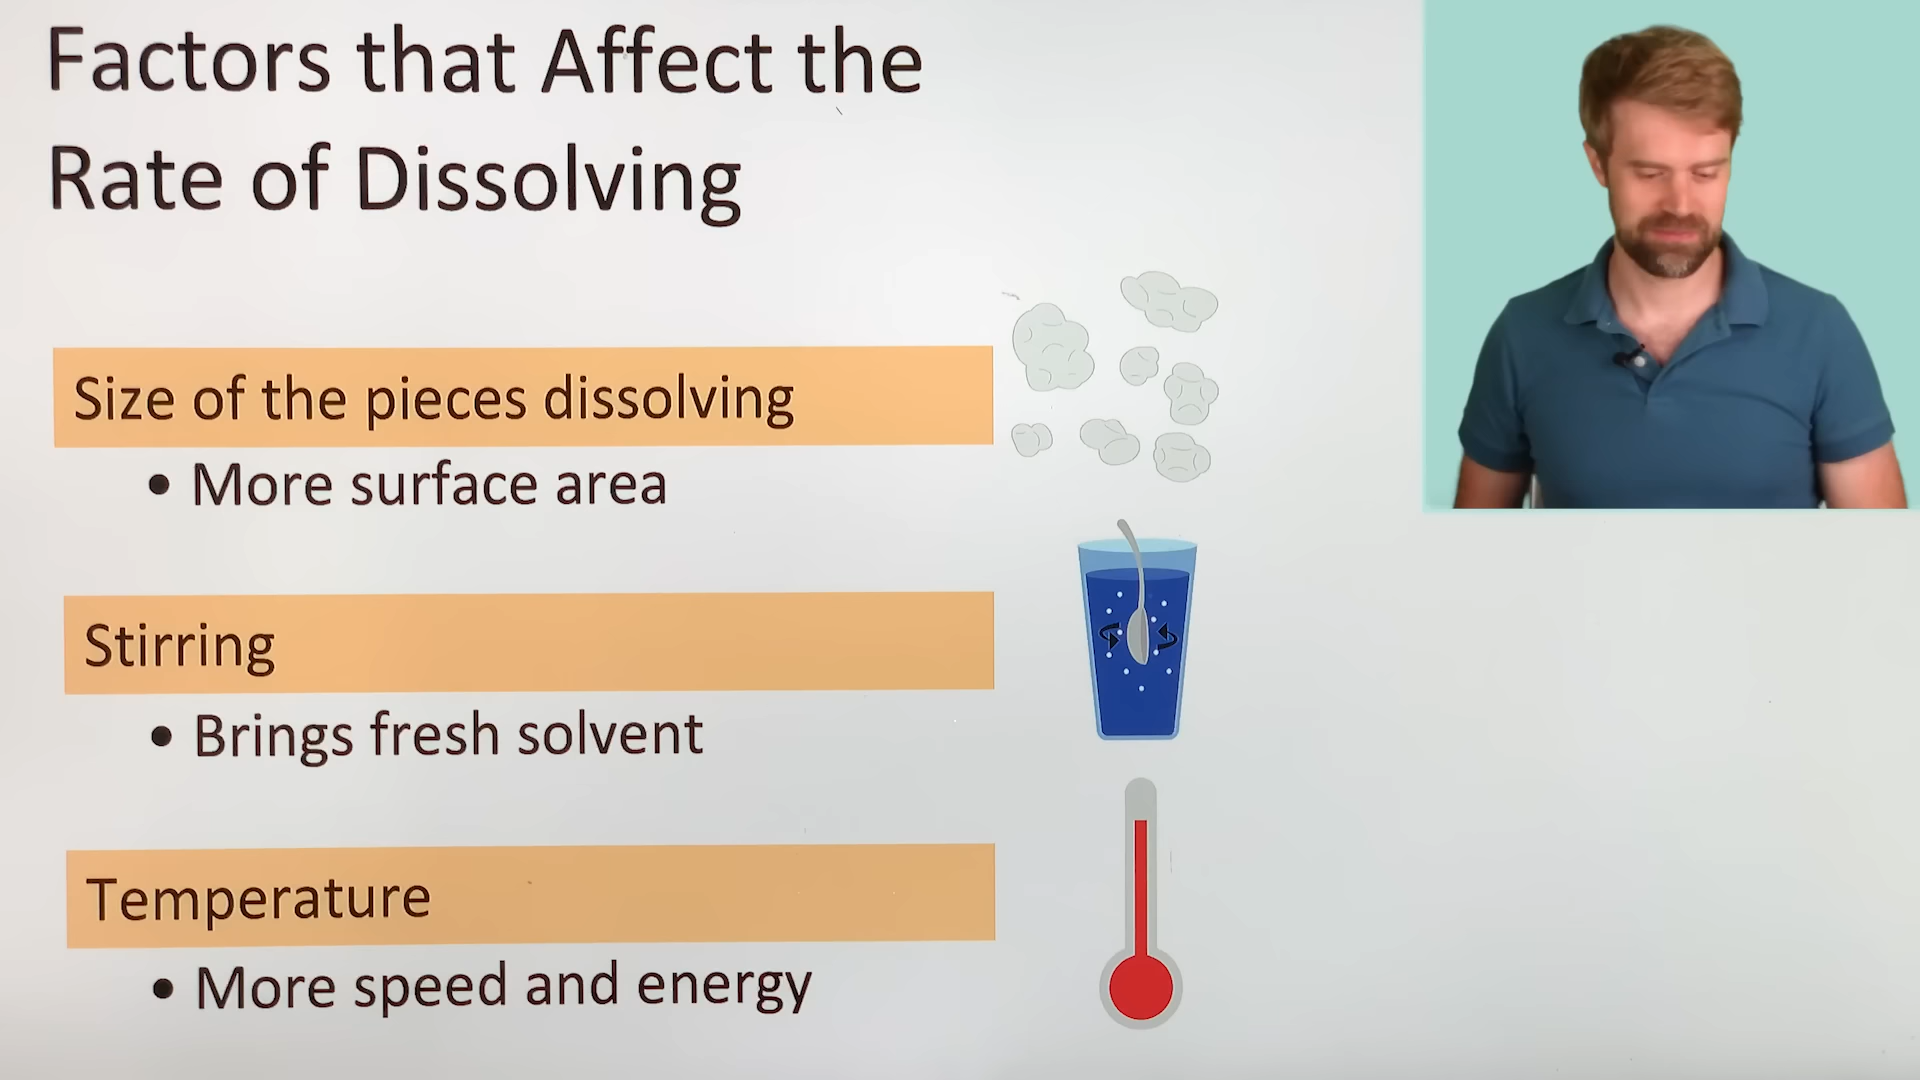 Factors that Affect the
Rate of Dissolving
Size of the pieces dissolving
• More surface area
Stirring
• Brings fresh solvent
Temperature
• More speed and energy